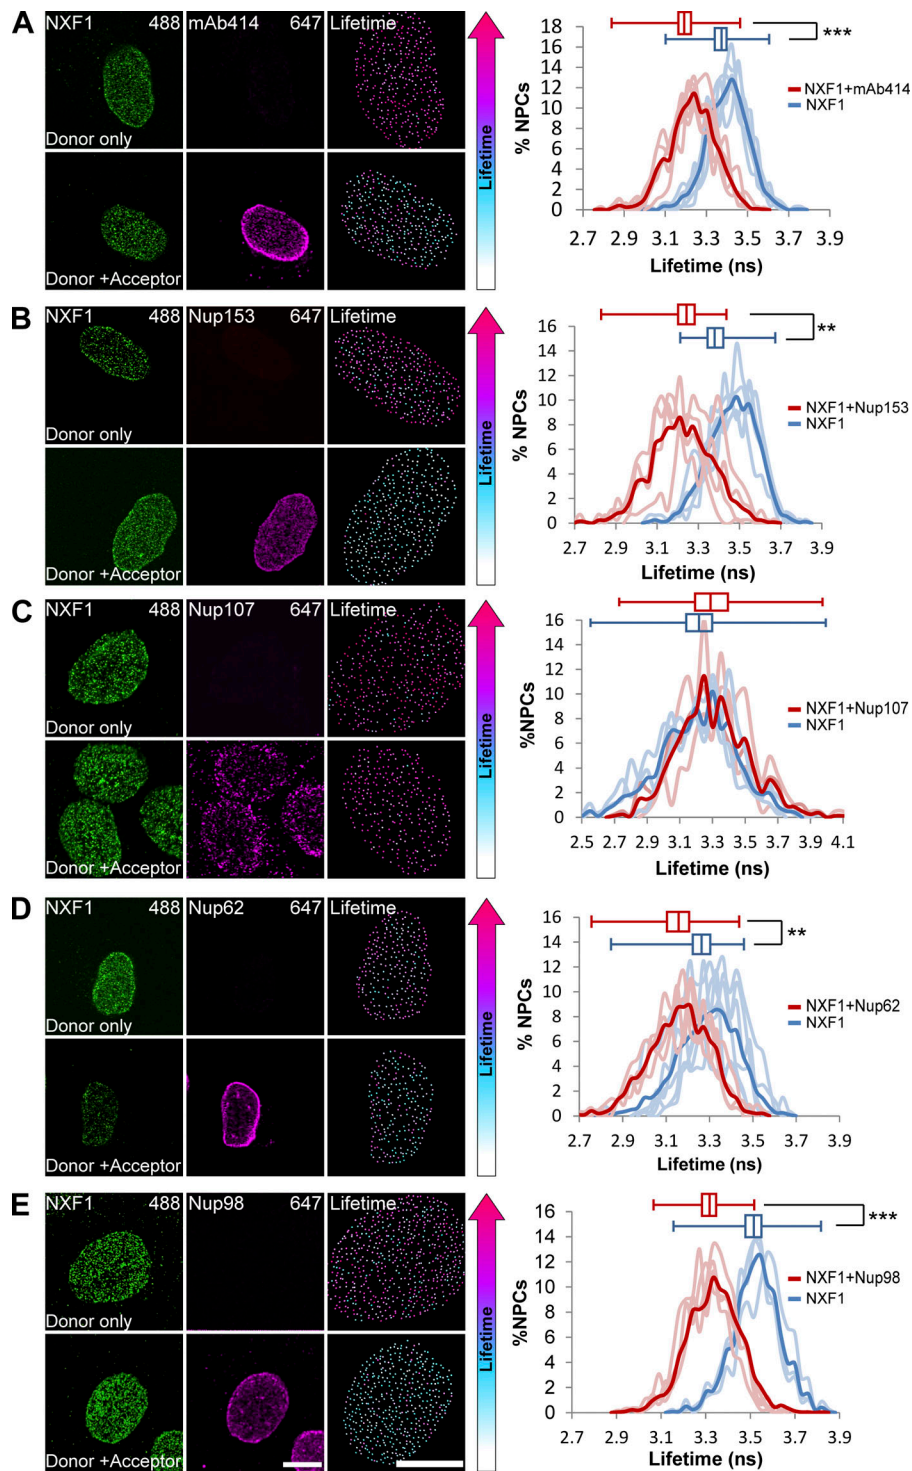 A
NXF1 488 mAb414 647 Lifetime
Donor only
Donor +Acceptor
Lifetime
18
16
14
12
10
8
6
4
2
0
% NPCs
***
NXF1+mAb414
NXF1
2.7 2.9 3.1 3.3 3.5 3.7 3.9
Lifetime (ns)
B
NXF1 488 Nup153 647 Lifetime
Donor only
Donor +Acceptor
Lifetime
16
14
12
10
8
6
4
2
0
% NPCs
**
NXF1+Nup153
NXF1
2.7 2.9 3.1 3.3 3.5 3.7 3.9
Lifetime (ns)
C
NXF1 488 Nup107 647 Lifetime
Donor only
Donor +Acceptor
Lifetime
16
14
12
10
8
6
4
2
0
%NPCs
NXF1+Nup107
NXF1
2.5 2.7 2.9 3.1 3.3 3.5 3.7 3.9 4.1
Lifetime (ns)
D
NXF1 488 Nup62 647 Lifetime
Donor only
Donor +Acceptor
Lifetime
16
14
12
10
8
6
4
2
0
% NPCs
**
NXF1+Nup62
NXF1
2.7 2.9 3.1 3.3 3.5 3.7 3.9
Lifetime (ns)
E
NXF1 488 Nup98 647 Lifetime
Donor only
Donor +Acceptor
Lifetime
16
14
12
10
8
6
4
2
0
%NPCs
***
NXF1+Nup98
NXF1
2.7 2.9 3.1 3.3 3.5 3.7 3.9
Lifetime (ns)